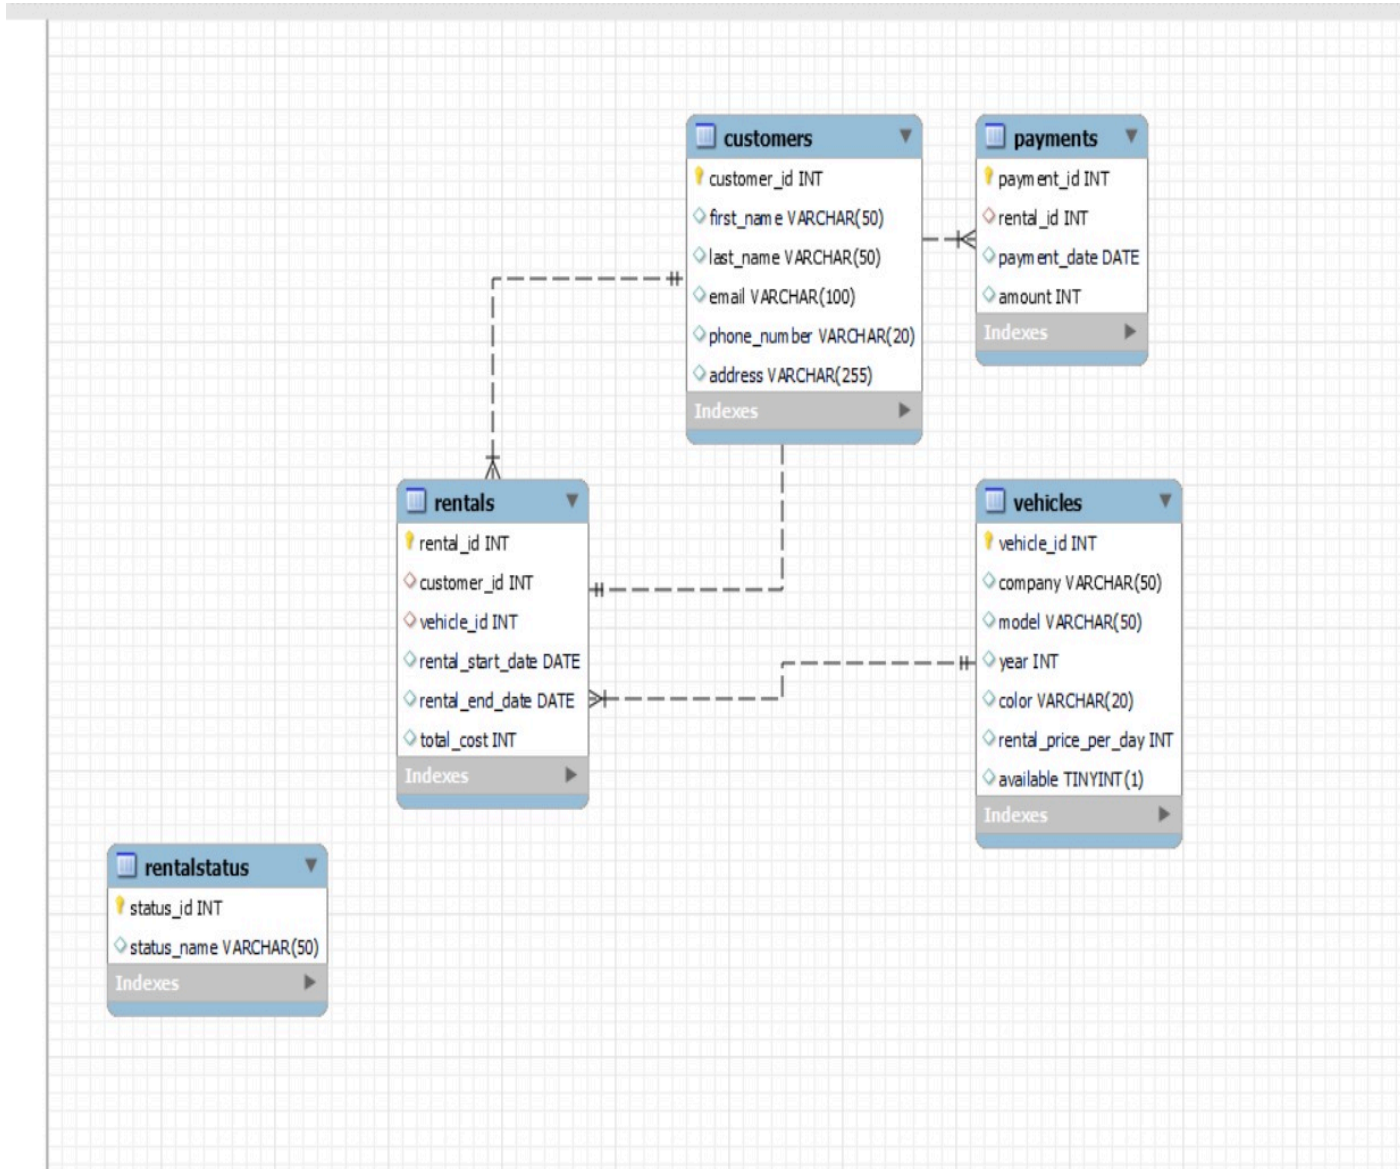 customers
customer_id INT
first_name VARCHAR(50)
last_name VARCHAR(50)
email VARCHAR(100)
phone_number VARCHAR(20)
address VARCHAR(255)
Indexes
payments
payment_id INT
rental_id INT
payment_date DATE
amount INT
Indexes
rentals
rental_id INT
customer_id INT
vehicle_id INT
rental_start_date DATE
rental_end_date DATE
total_cost INT
Indexes
vehicles
vehicle_id INT
company VARCHAR(50)
model VARCHAR(50)
year INT
color VARCHAR(20)
rental_price_per_day INT
available TINYINT(1)
Indexes
rentalstatus
status_id INT
status_name VARCHAR(50)
Indexes